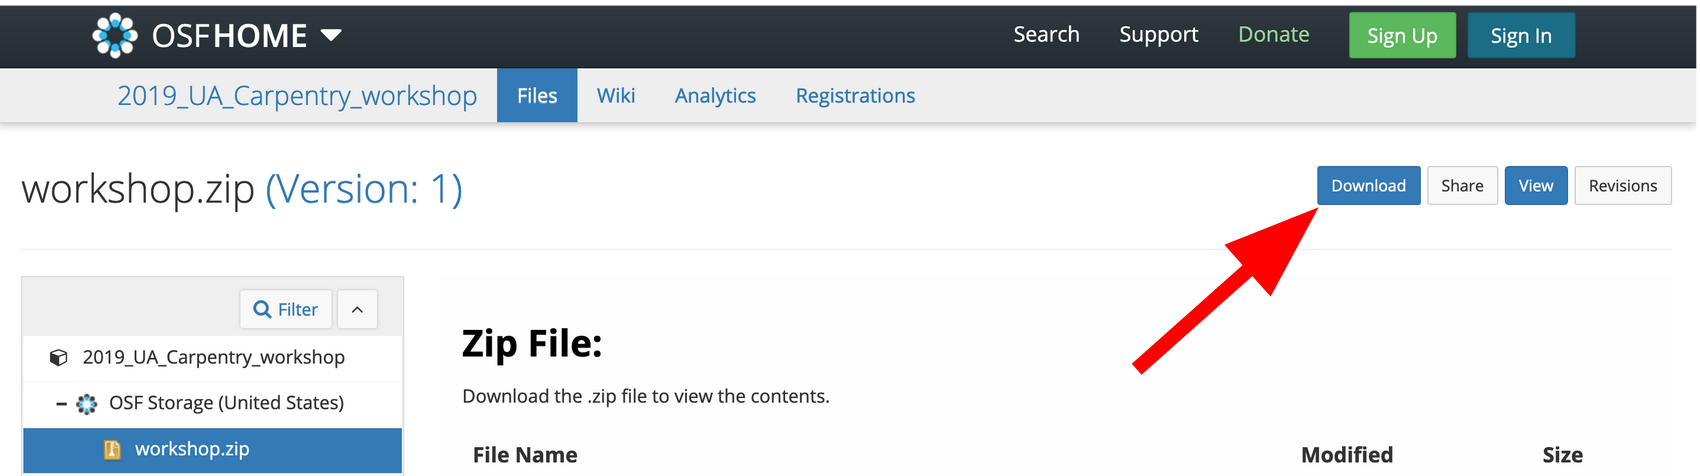 OSFHOME Search Support Donate Sign Up Sign In
2019_UA_Carpentry_workshop Files Wiki Analytics Registrations
workshop.zip (Version: 1) Download Share View Revisions
Filter
2019_UA_Carpentry_workshop
OSF Storage (United States)
workshop.zip
Zip File:
Download the .zip file to view the contents.
File Name Modified Size